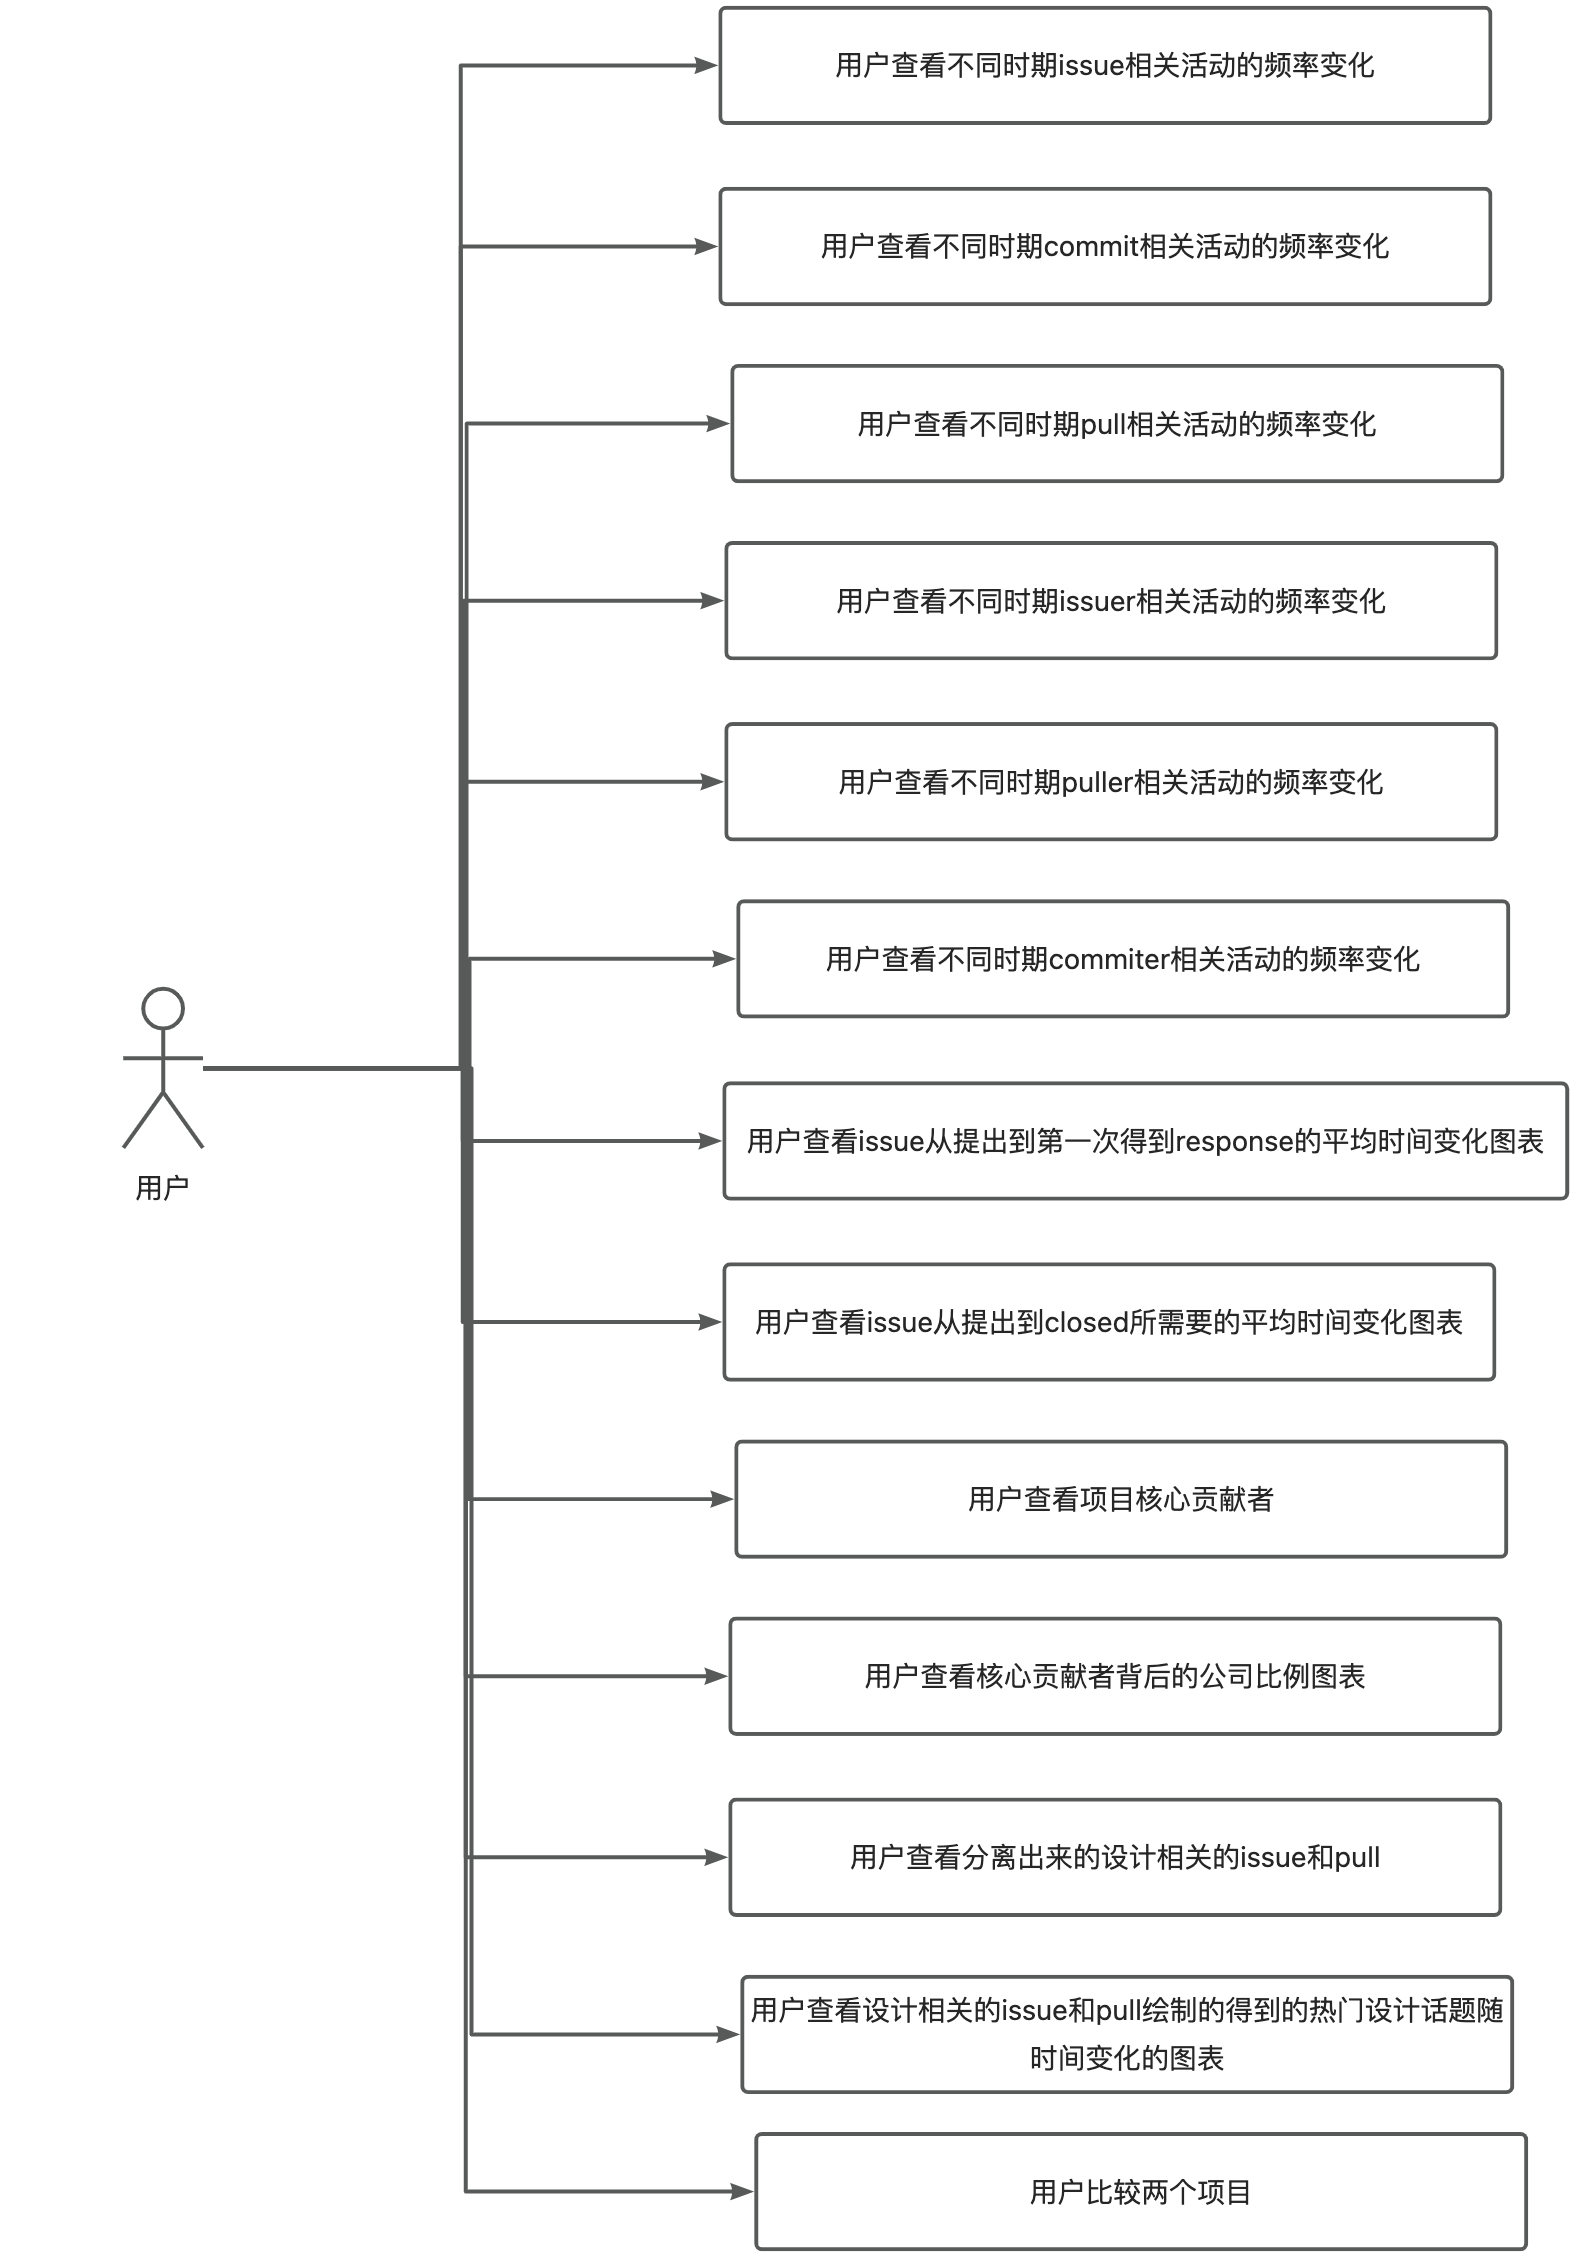 用户查看不同时期issue相关活动的频率变化
用户查看不同时期commit相关活动的频率变化
用户查看不同时期pull相关活动的频率变化
用户查看不同时期issuer相关活动的频率变化
用户查看不同时期puller相关活动的频率变化
用户查看不同时期commiter相关活动的频率变化
用户
用户查看issue从提出到第一次得到response的平均时间变化图表
用户查看issue从提出到closed所需要的平均时间变化图表
用户查看项目核心贡献者
用户查看核心贡献者背后的公司比例图表
用户查看分离出来的设计相关的issue和pull
用户查看设计相关的issue和pull绘制的得到的热门设计话题随
时间变化的图表
用户比较两个项目